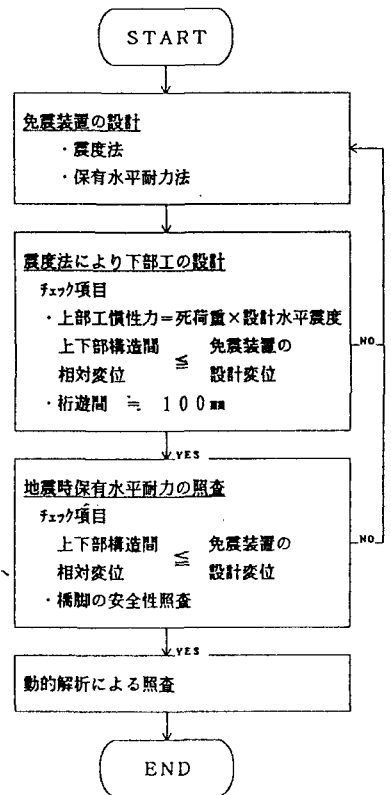 START
免震装置の設計
・震度法
・保有水平耐力法
震度法により下部工の設計
チェック項目
・上部工慣性力＝死荷重×設計水平震度
上下部構造間 ≦ 免震装置の
相対変位 設計変位
・桁遊間 ≒ 100mm
NO
YES
地震時保有水平耐力の照査
チェック項目
上下部構造間 ≦ 免震装置の
相対変位 設計変位
・橋脚の安全性照査
NO
YES
動的解析による照査
END